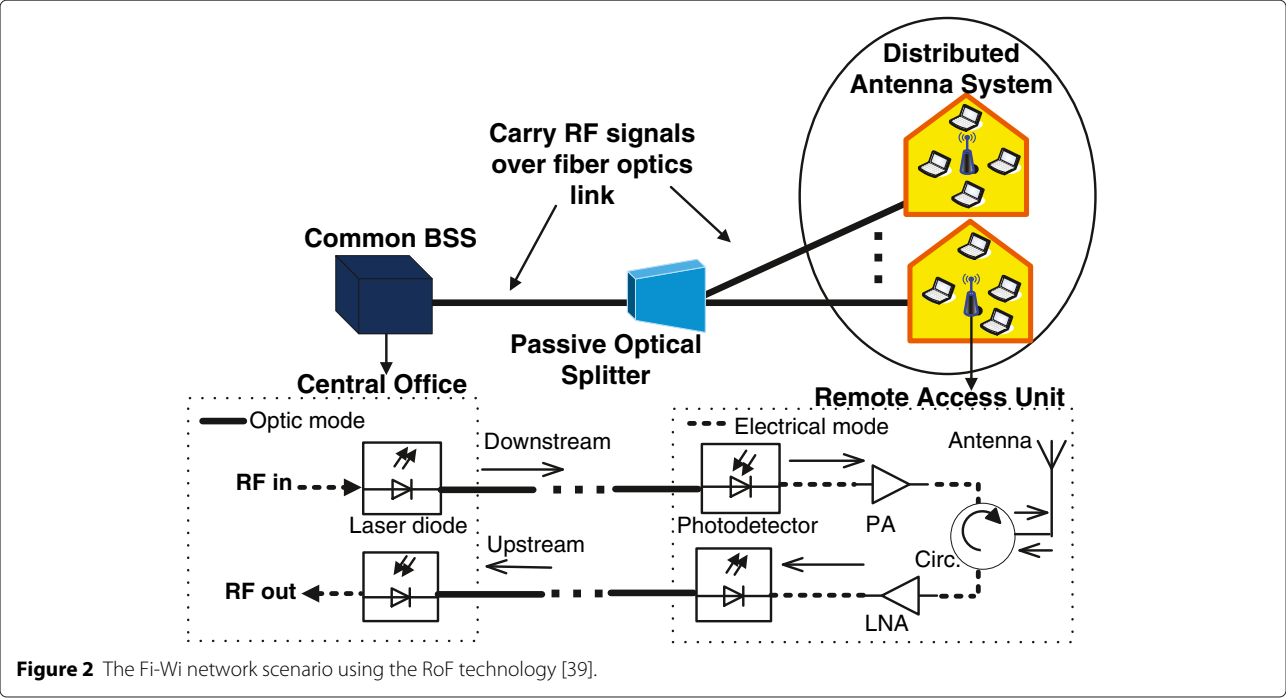 Distributed
Antenna System
Carry RF signals
over fiber optics
link
Common BSS
Passive Optical
Splitter
Central Office
Remote Access Unit
Optic mode
Electrical mode
Downstream
Antenna
RF in
Laser diode
Photodetector
PA
Upstream
Circ.
RF out
LNA
Figure 2 The Fi-Wi network scenario using the RoF technology [39].